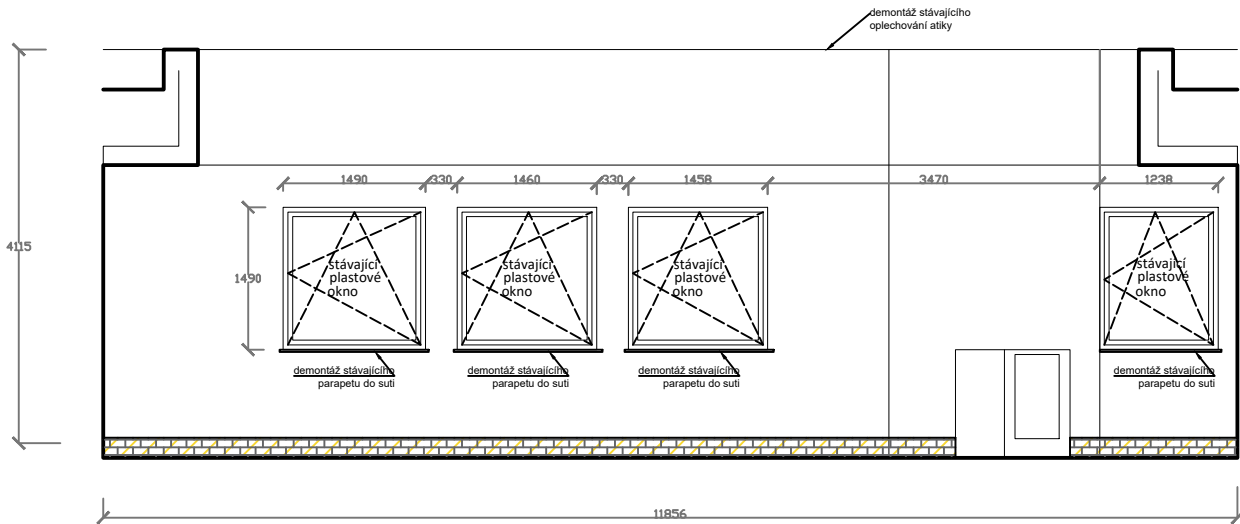 demontáž stávajícího
oplechování atiky
1490
330
1460
330
1458
3470
1238
4115
1490
stávající
plastové
okno
stávající
plastové
okno
stávající
plastové
okno
stávající
plastové
okno
demontáž stávajícího
parapetu do suti
demontáž stávajícího
parapetu do suti
demontáž stávajícího
parapetu do suti
demontáž stávajícího
parapetu do suti
11856